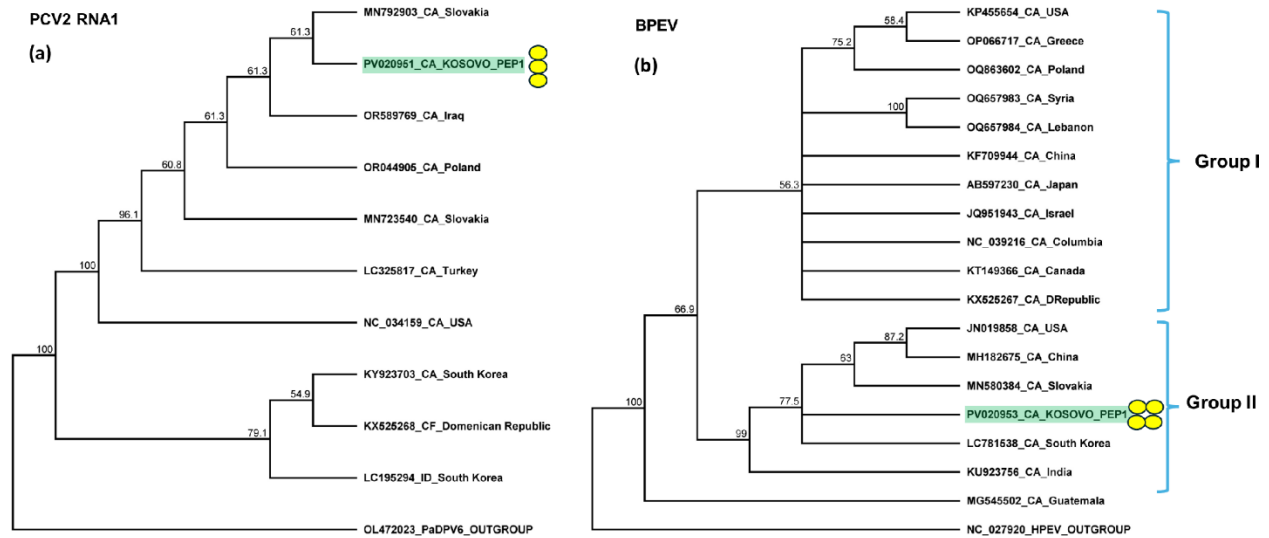 PCV2 RNA1
(a)
MN792903_CA_Slovakia
61.3
PV020951_CA_KOSOVO_PEP1
61.3
OR589769_CA_Iraq
61.3
OR044905_CA_Poland
60.8
MN723540_CA_Slovakia
96.1
LC325817_CA_Turkey
100
NC_034159_CA_USA
100
KY923703_CA_South Korea
54.9
KX525268_CF_Domenican Republic
79.1
LC195294_ID_South Korea
OL472023_PaDPV6_OUTGROUP
BPEV
(b)
KP455654_CA_USA
58.4
OP066717_CA_Greece
75.2
OQ863602_CA_Poland
OQ657983_CA_Syria
100
OQ657984_CA_Lebanon
KF709944_CA_China
56.3
AB597230_CA_Japan
JQ951943_CA_Israel
NC_039216_CA_Columbia
KT149366_CA_Canada
KX525267_CA_DRepublic
Group I
66.9
JN019858_CA_USA
87.2
MH182675_CA_China
63
MN580384_CA_Slovakia
77.5
PV020953_CA_KOSOVO_PEP1
LC781538_CA_South Korea
99
KU923756_CA_India
Group II
100
MG545502_CA_Guatemala
NC_027920_HPEV_OUTGROUP